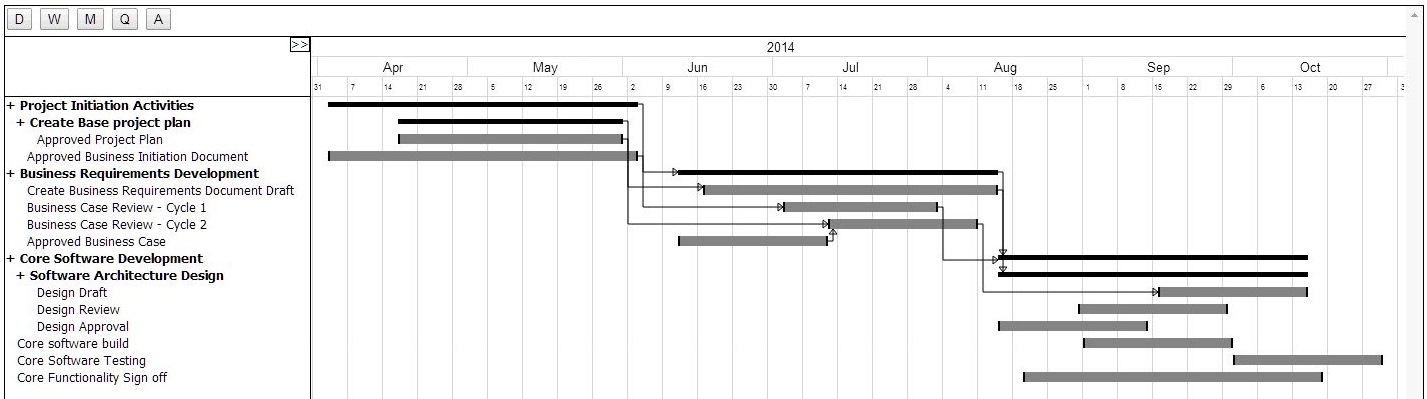 D W M Q A
>>
2014
Apr May Jun Jul Aug Sep Oct
31 7 14 21 28 5 12 19 26 2 9 16 23 30 7 14 21 28 4 11 18 25 1 8 15 22 29 6 13 20 27 3
+ Project Initiation Activities
+ Create Base project plan
Approved Project Plan
Approved Business Initiation Document
+ Business Requirements Development
Create Business Requirements Document Draft
Business Case Review - Cycle 1
Business Case Review - Cycle 2
Approved Business Case
+ Core Software Development
+ Software Architecture Design
Design Draft
Design Review
Design Approval
Core software build
Core Software Testing
Core Functionality Sign off